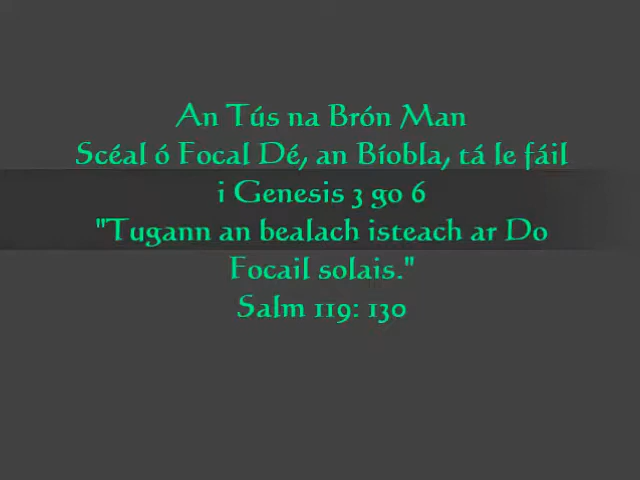 An Tús na Brón Man
Scéal ó Focal Dé, an Bíobla, tá le fáil
i Genesis 3 go 6
"Tugann an bealach isteach ar Do
Focail solais."
Salm 119: 130